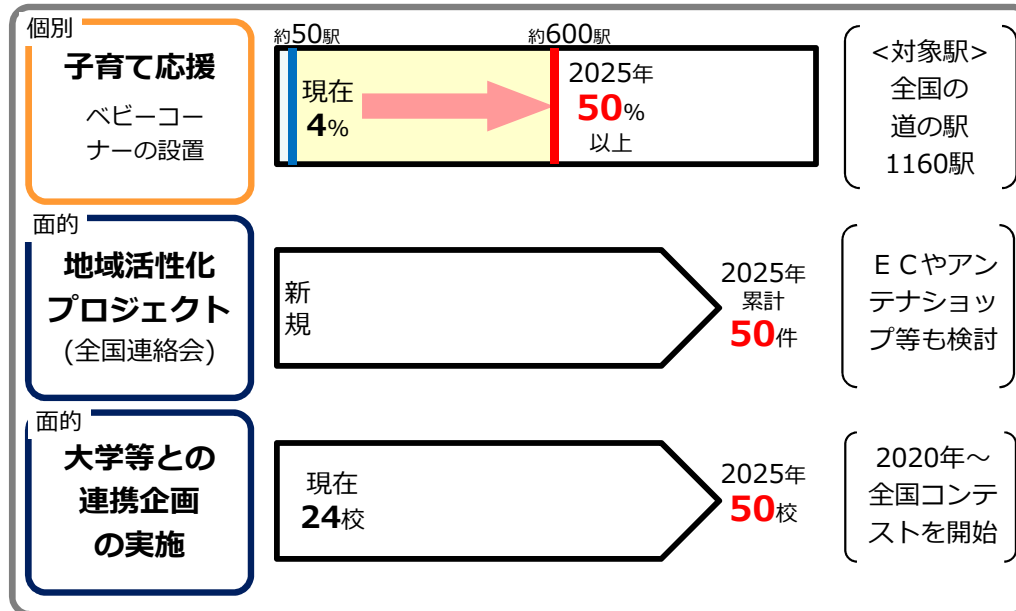 個別
子育て応援
ベビーコー
ナーの設置
約50駅
約600駅
現在
4%
2025年
50%
以上
<対象駅>
全国の
道の駅
1160駅
面的
地域活性化
プロジェクト
(全国連絡会)
新
規
2025年
累計
50件
ＥＣやアン
テナショッ
プ等も検討
面的
大学等との
連携企画
の実施
現在
24校
2025年
50校
2020年～
全国コンテ
ストを開始